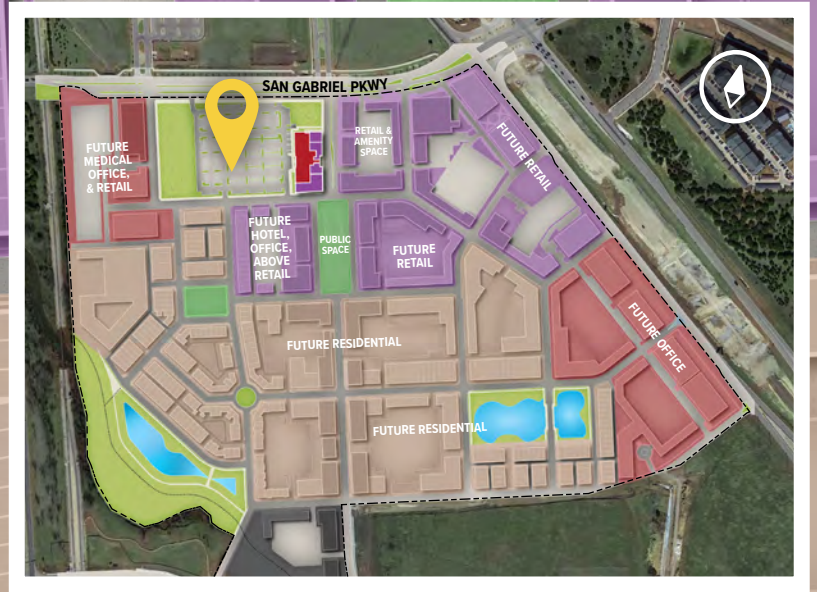 SAN GABRIEL PKWY
FUTURE
MEDICAL
OFFICE,
& RETAIL
RETAIL &
AMENITY
SPACE
FUTURE RETAIL
FUTURE
HOTEL,
OFFICE,
ABOVE
RETAIL
PUBLIC
SPACE
FUTURE
RETAIL
FUTURE OFFICE
FUTURE RESIDENTIAL
FUTURE RESIDENTIAL